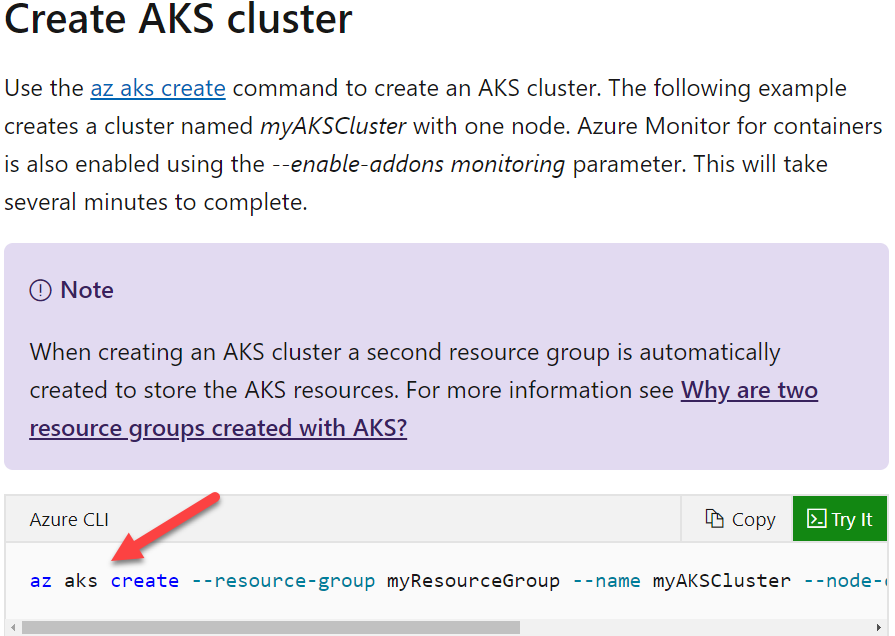 Create AKS cluster
Use the az aks create command to create an AKS cluster. The following example
creates a cluster named myAKSCluster with one node. Azure Monitor for containers
is also enabled using the --enable-addons monitoring parameter. This will take
several minutes to complete.
Note
When creating an AKS cluster a second resource group is automatically
created to store the AKS resources. For more information see Why are two
resource groups created with AKS?
Azure CLI Copy Try It
az aks create --resource-group myResourceGroup --name myAKSCluster --node-